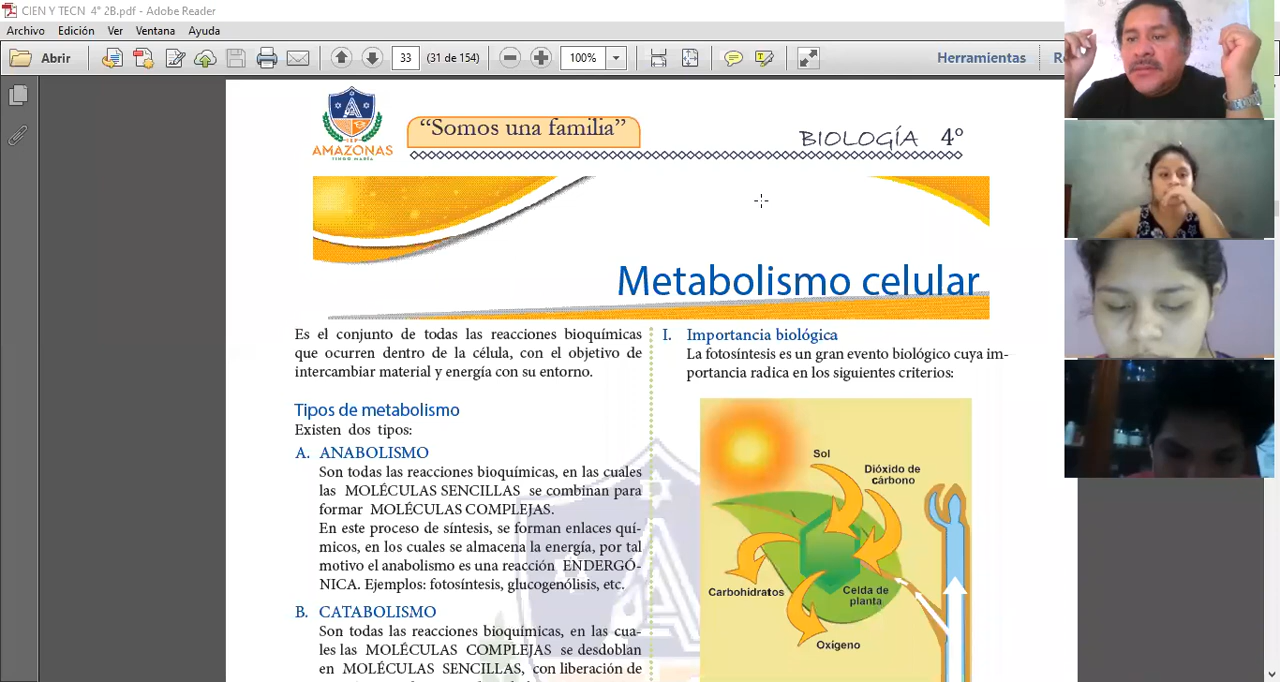 CIEN Y TECN 4° 2B.pdf - Adobe Reader
Archivo Edición Ver Ventana Ayuda
Abrir
33
(31 de 154)
100%
Herramientas
“Somos una familia”
BIOLOGÍA 4º
AMAZONAS
TINGO MARÍA
Metabolismo celular
Es el conjunto de todas las reacciones bioquímicas
que ocurren dentro de la célula, con el objetivo de
intercambiar material y energía con su entorno.
Tipos de metabolismo
Existen dos tipos:
A. ANABOLISMO
Son todas las reacciones bioquímicas, en las cuales
las MOLÉCULAS SENCILLAS se combinan para
formar MOLÉCULAS COMPLEJAS.
En este proceso de síntesis, se forman enlaces quí-
micos, en los cuales se almacena la energía, por tal
motivo el anabolismo es una reacción ENDERGÓ-
NICA. Ejemplos: fotosíntesis, glucogenólisis, etc.
B. CATABOLISMO
Son todas las reacciones bioquímicas, en las cua-
les las MOLÉCULAS COMPLEJAS se desdoblan
en MOLÉCULAS SENCILLAS, con liberación de
I. Importancia biológica
La fotosíntesis es un gran evento biológico cuya im-
portancia radica en los siguientes criterios:
Sol
Dióxido de
carbono
Carbohidratos
Celda de
planta
Oxígeno